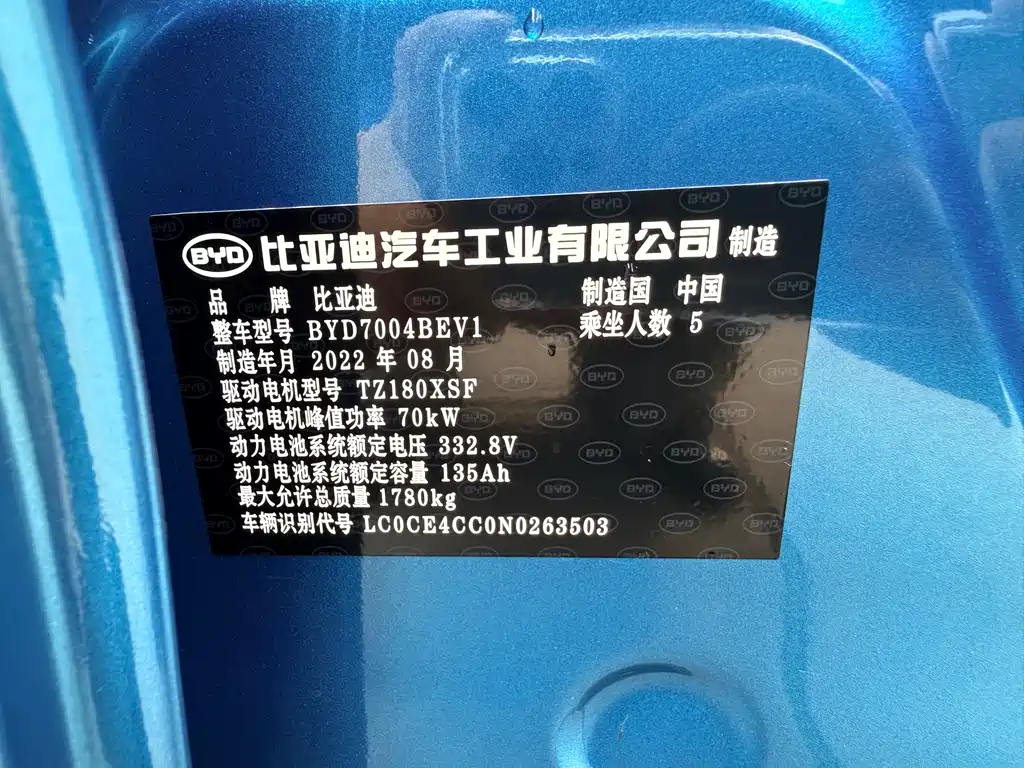 BYD 比亚迪汽车工业有限公司 制造
品 牌 比亚迪
制造国 中国
整车型号 BYD7004BEV1
乘坐人数 5
制造年月 2022 年 08 月
驱动电机型号 TZ180XSF
驱动电机峰值功率 70kW
动力电池系统额定电压 332.8V
动力电池系统额定容量 135Ah
最大允许总质量 1780kg
车辆识别代号 LC0CE4CC0N0263503